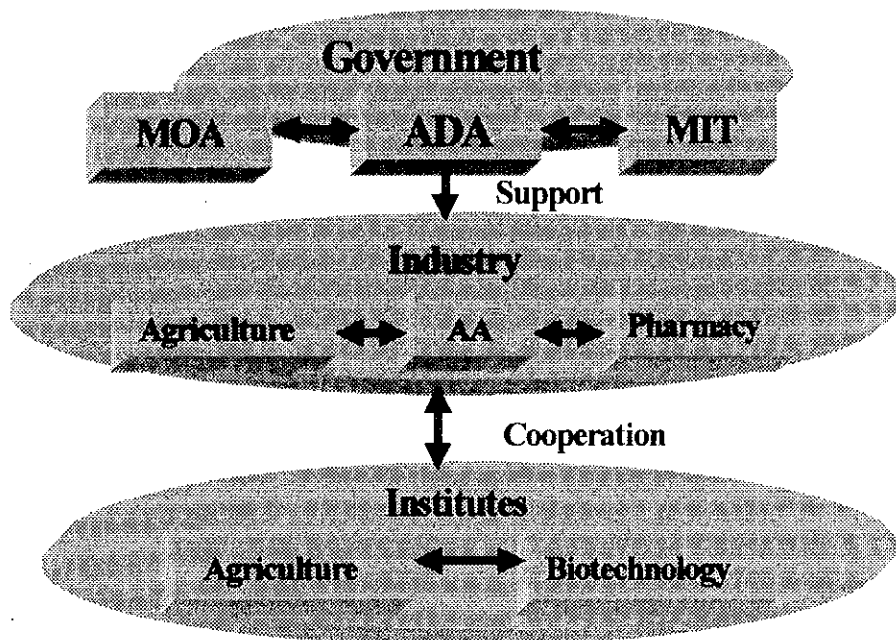 Government
MOA ADA MIT
Support
Industry
Agriculture AA Pharmacy
Cooperation
Institutes
Agriculture Biotechnology